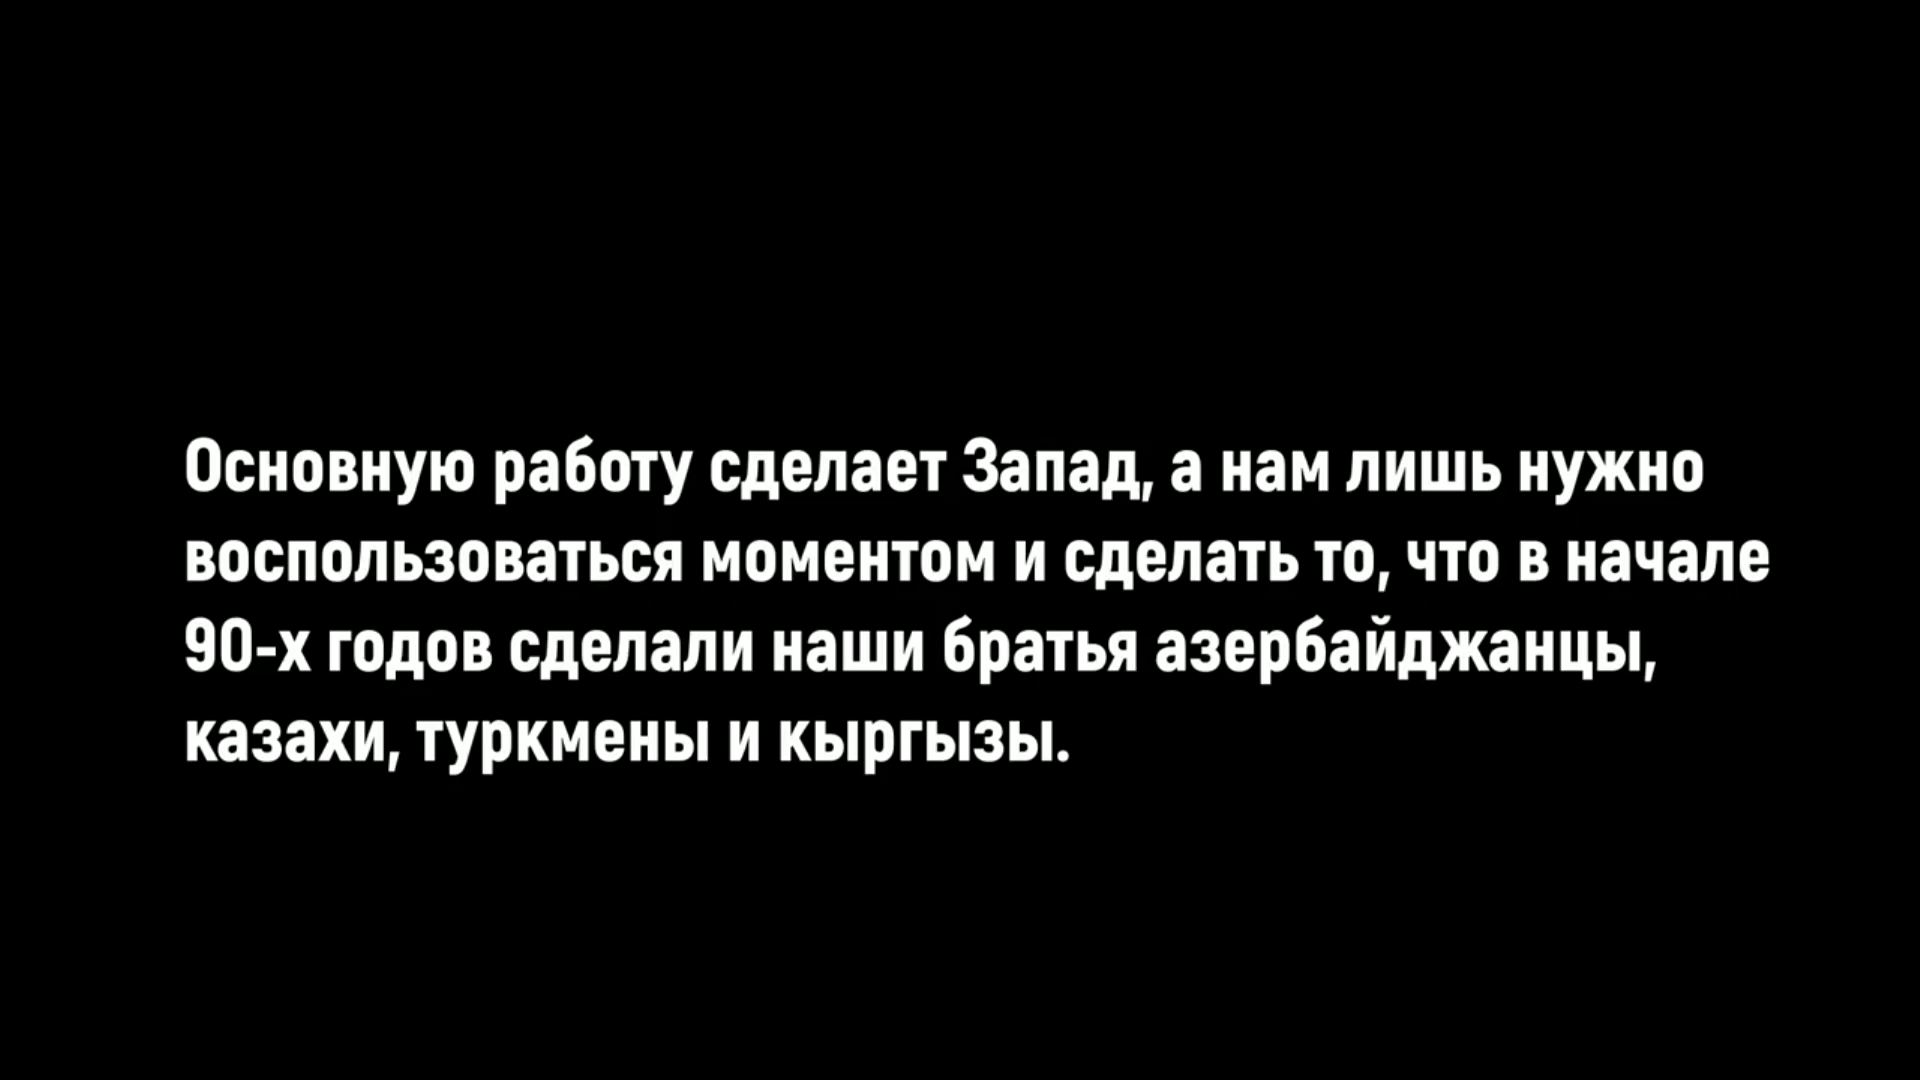 Основную работу сделает Запад, а нам лишь нужно
воспользоваться моментом и сделать то, что в начале
90-х годов сделали наши братья азербайджанцы,
казахи, туркмены и кыргызы.